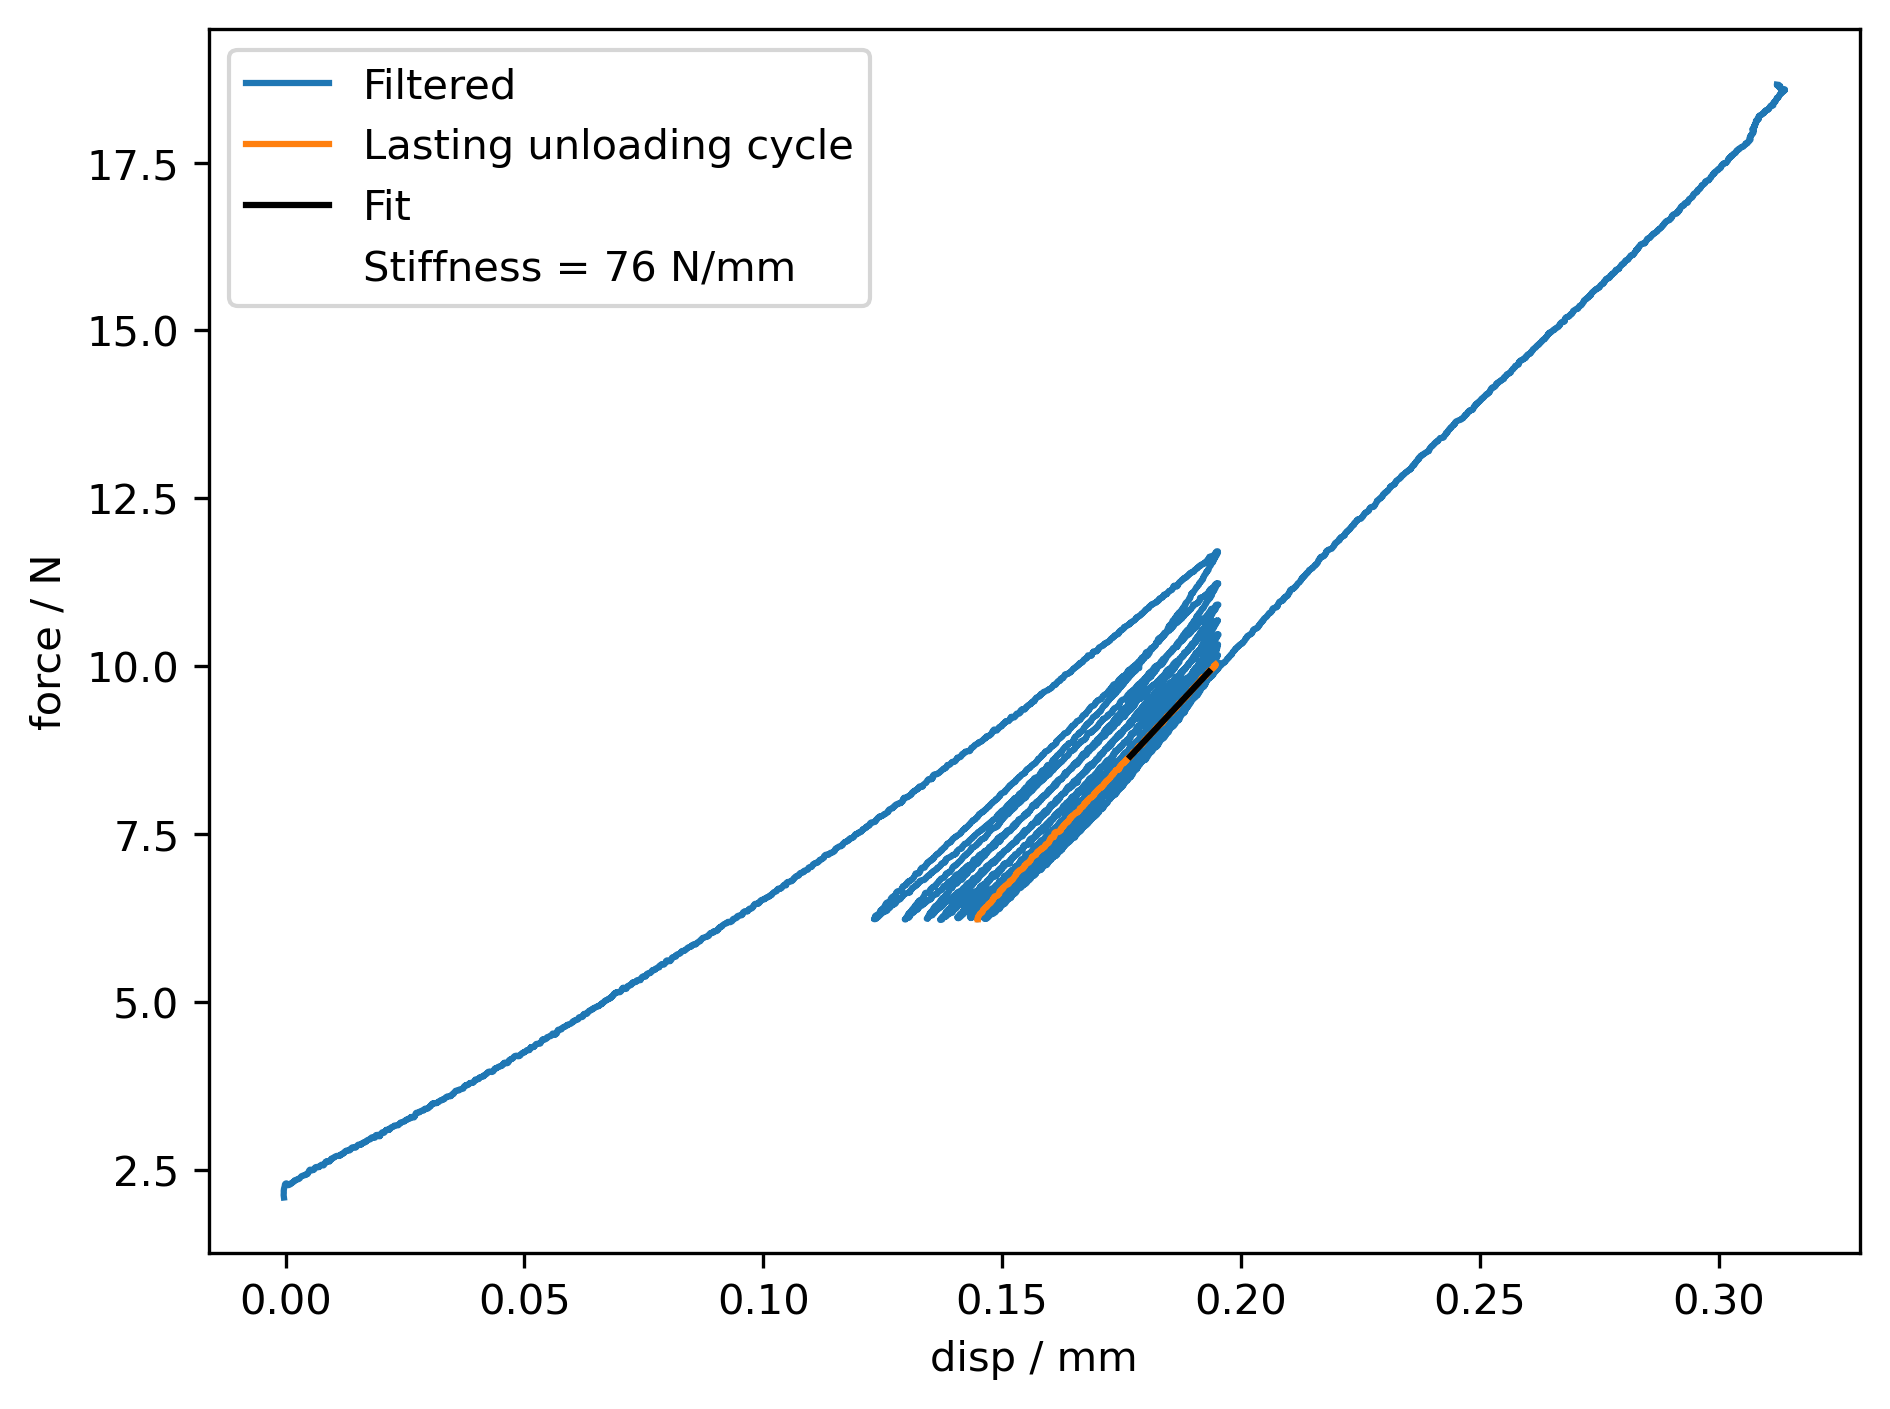 Filtered
Lasting unloading cycle
Fit
Stiffness = 76 N/mm
17.5
15.0
12.5
10.0
7.5
5.0
2.5
force / N
0.00 0.05 0.10 0.15 0.20 0.25 0.30
disp / mm